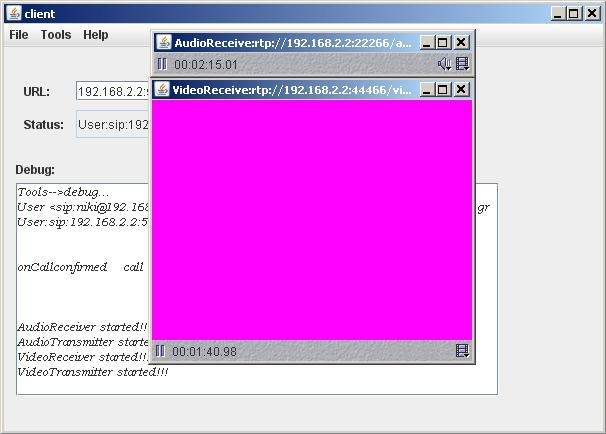 client
File Tools Help
AudioReceive:rtp://192.168.2.2:22266/a...
00:02:15.01
URL:
192.168.2.2:
VideoReceive:rtp://192.168.2.2:44466/vi...
Status:
User:sip:192
Debug:
Tools-->debug...
User <sip:niki@192.168 gr
User:sip:192.168.2.2:5
onCallconfirmed call
AudioReceiver started!!
AudioTransmitter starte
VideoReceiver started!!
VideoTransmitter started!!!
00:01:40.98